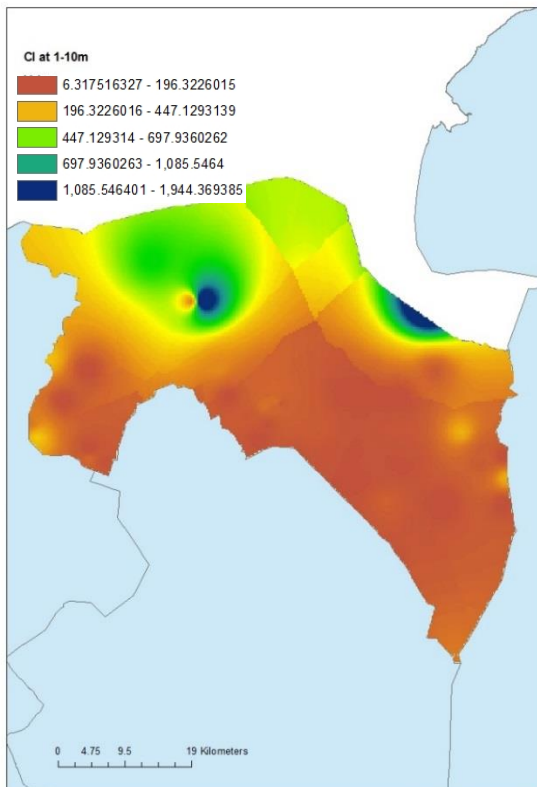 Cl at 1-10m
6.317516327 - 196.3226015
196.3226016 - 447.1293139
447.129314 - 697.9360262
697.9360263 - 1,085.5464
1,085.546401 - 1,944.369385
0 4.75 9.5 19 Kilometers